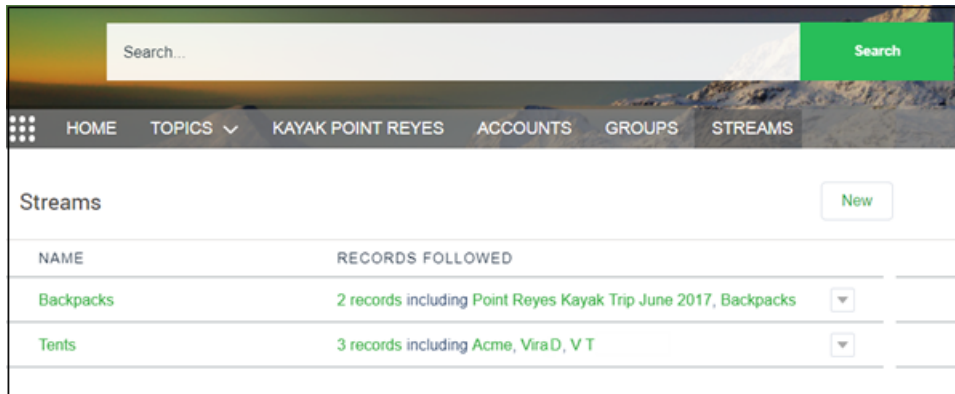 Search...
Search
HOME TOPICS KAYAK POINT REYES ACCOUNTS GROUPS STREAMS
Streams
New
NAME RECORDS FOLLOWED
Backpacks 2 records including Point Reyes Kayak Trip June 2017, Backpacks
Tents 3 records including Acme, Vira D, V T